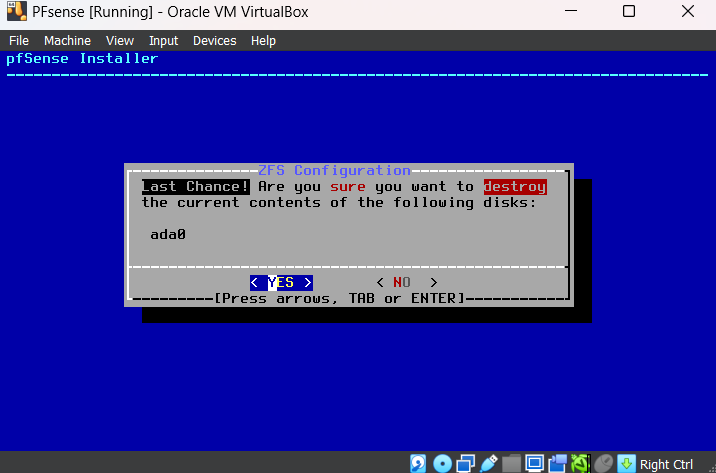 PFsense [Running] - Oracle VM VirtualBox
File Machine View Input Devices Help
pfSense Installer
ZFS Configuration
Last Chance! Are you sure you want to destroy
the current contents of the following disks:
ada0
< YES > < NO >
[Press arrows, TAB or ENTER]
Right Ctrl